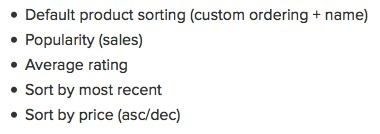 • Default product sorting (custom ordering + name)
• Popularity (sales)
• Average rating
• Sort by most recent
• Sort by price (asc/dec)